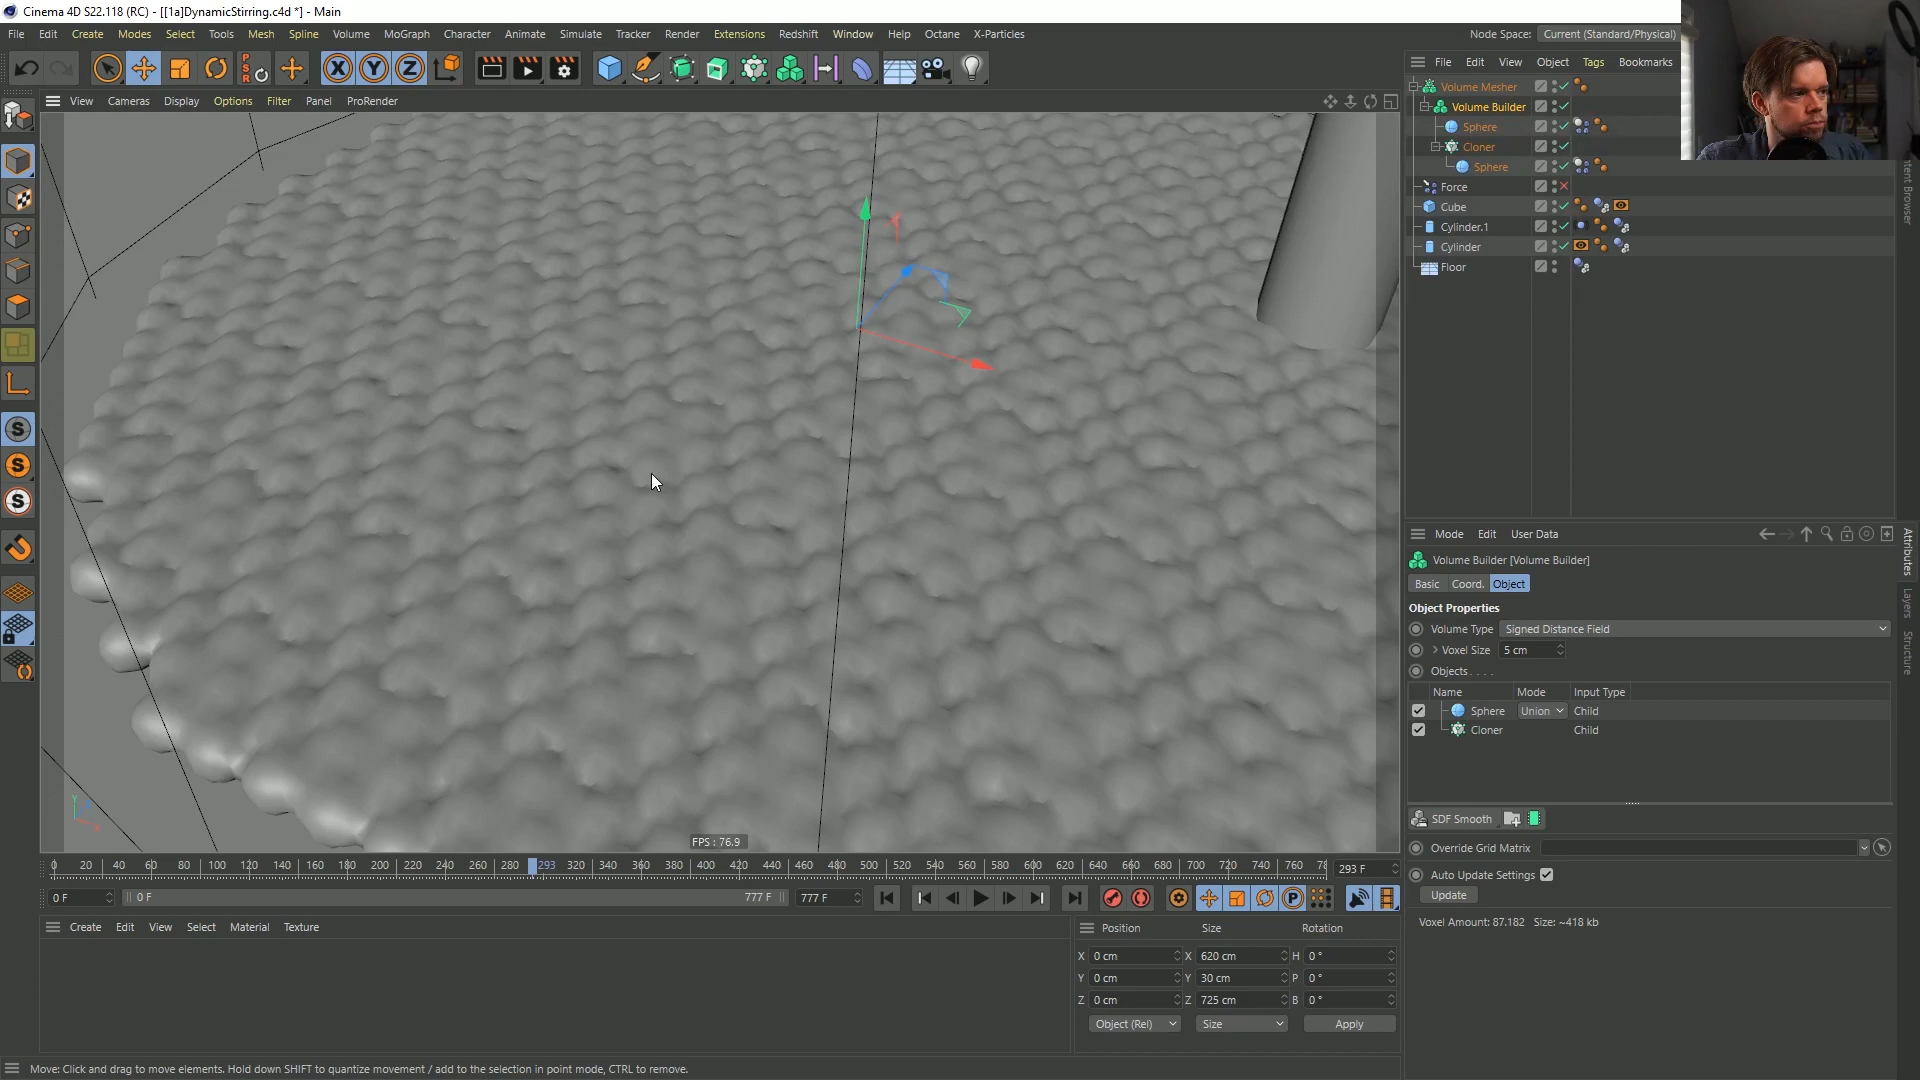 Cinema 4D S22.118 (RC) - [[1a]DynamicStirring.c4d *] - Main
File Edit Create Modes Select Tools Mesh Spline Volume MoGraph Character Animate Simulate Tracker Render Extensions Redshift Window Help Octane X-Particles
Node Space: Current (Standard/Physical)
File Edit View Object Tags Bookmarks
View Cameras Display Options Filter Panel ProRender
Volume Mesher
Volume Builder
Sphere
Cloner
Sphere
Force
Cube
Cylinder.1
Cylinder
Floor
Mode Edit User Data
Volume Builder [Volume Builder]
Basic Coord. Object
Object Properties
Volume Type Signed Distance Field
Voxel Size 5 cm
Objects . . . .
Name Mode Input Type
Sphere Union Child
Cloner Child
SDF Smooth
Override Grid Matrix
Auto Update Settings
Update
Voxel Amount: 87.182 Size: ~418 kb
Attributes
Layers
Structure
FPS : 76.9
0 20 40 60 80 100 120 140 160 180 200 220 240 260 280 293 320 340 360 380 400 420 440 460 480 500 520 540 560 580 600 620 640 660 680 700 720 740 760 78 293 F
0 F 0 F 777 F 777 F
Create Edit View Select Material Texture
Position Size Rotation
X 0 cm X 620 cm H 0 °
Y 0 cm Y 30 cm P 0 °
Z 0 cm Z 725 cm B 0 °
Object (Rel) Size Apply
Move: Click and drag to move elements. Hold down SHIFT to quantize movement / add to the selection in point mode, CTRL to remove.